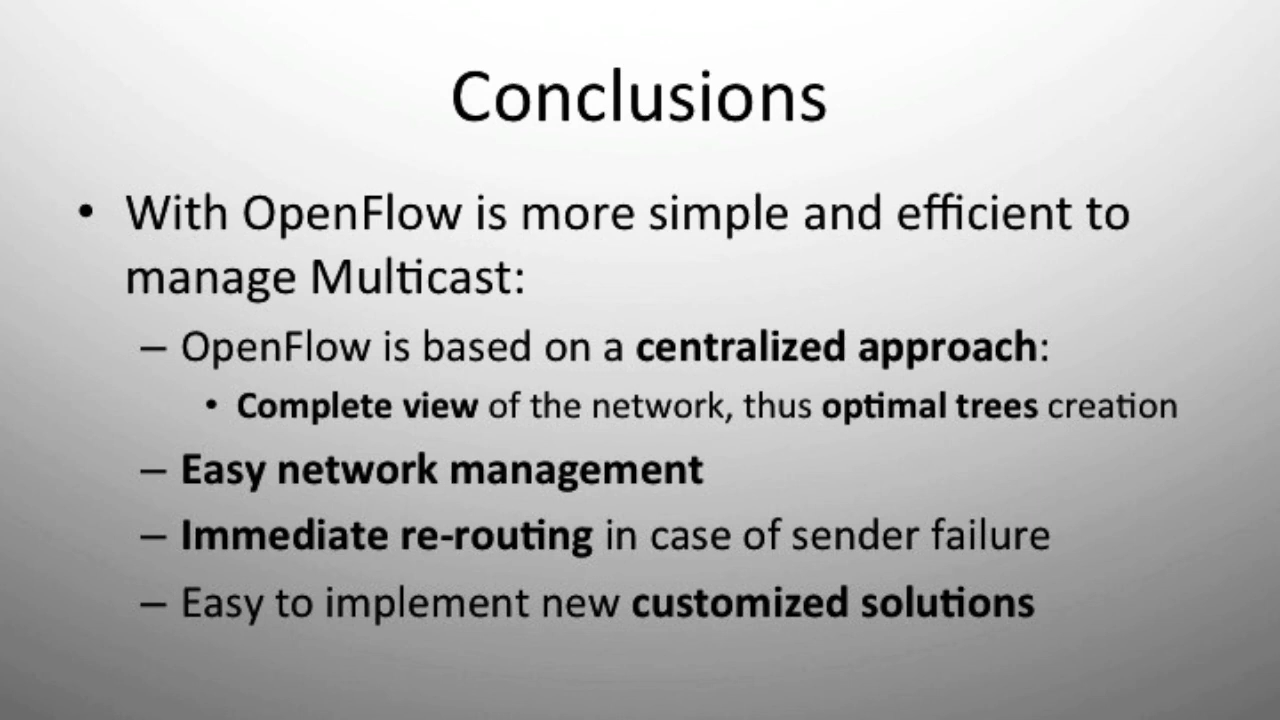 Conclusions
• With OpenFlow is more simple and efficient to
manage Multicast:
– OpenFlow is based on a centralized approach:
• Complete view of the network, thus optimal trees creation
– Easy network management
– Immediate re-routing in case of sender failure
– Easy to implement new customized solutions